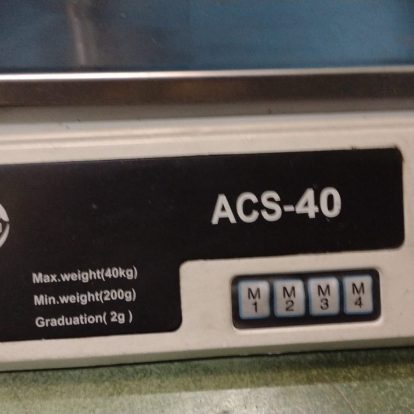 ACS-40
Max.weight(40kg)
Min.weight(200g)
Graduation( 2g )
M M M M
1 2 3 4